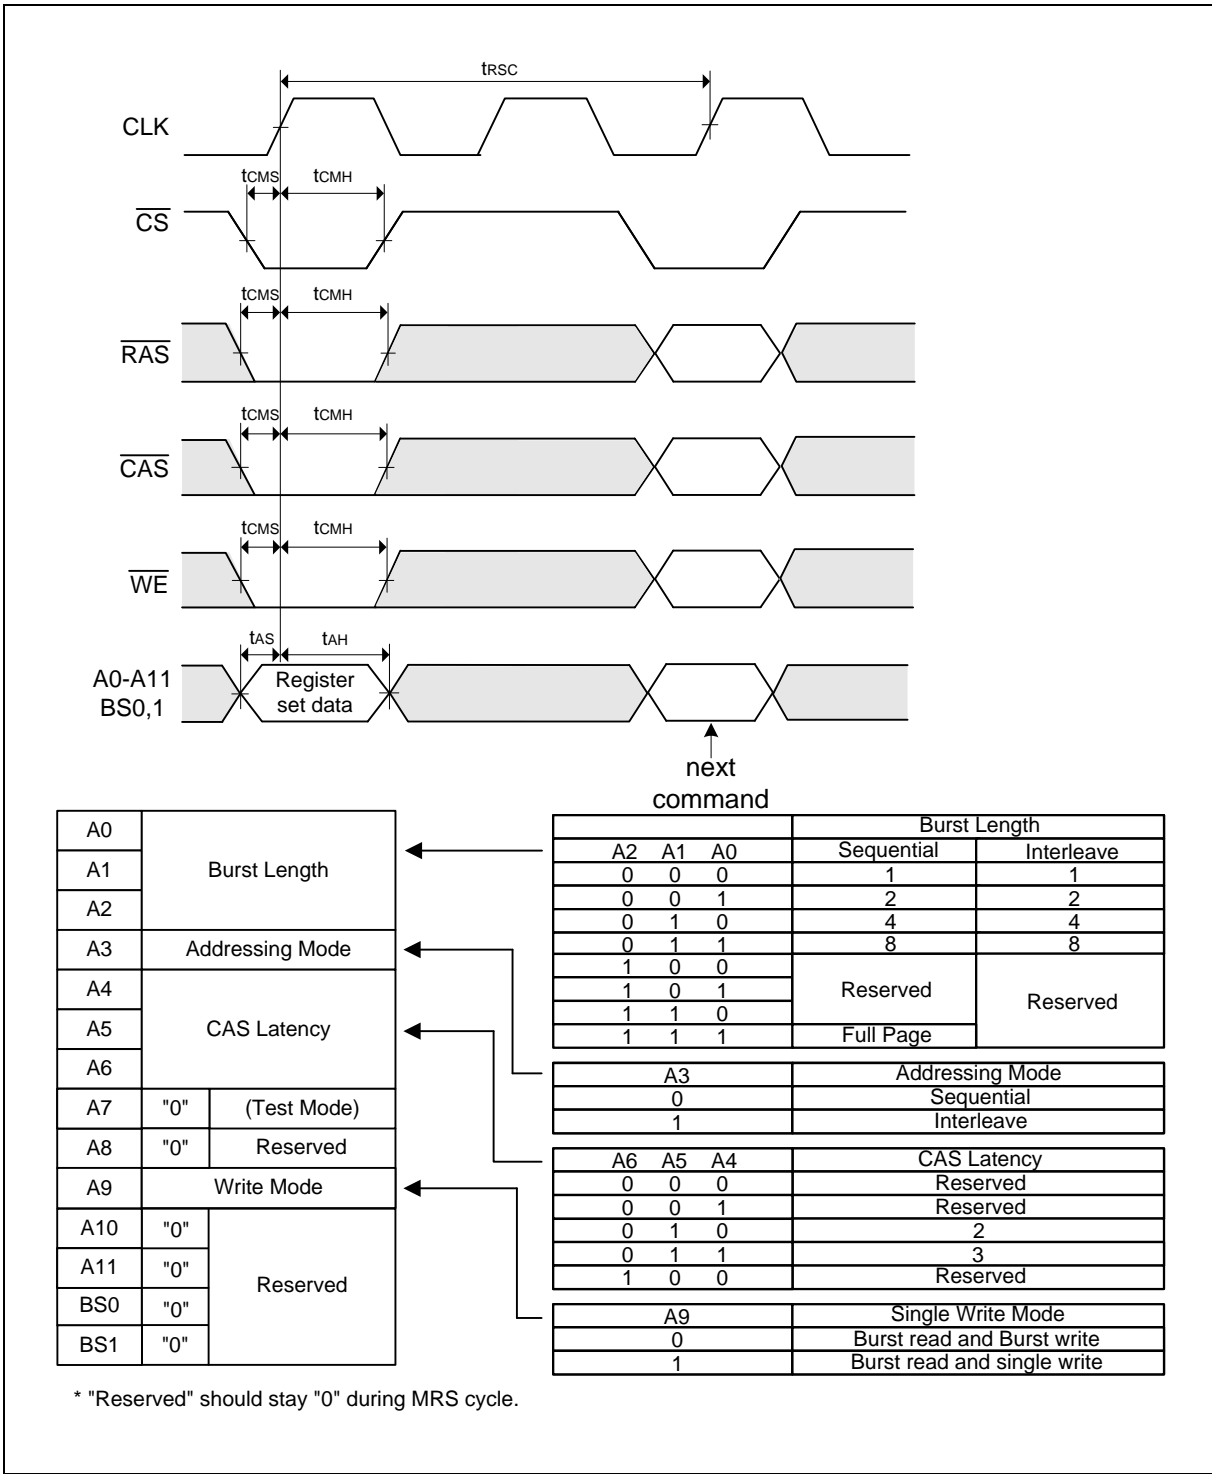 tRSC
CLK
tCMS tCMH
CS
tCMS tCMH
RAS
tCMS tCMH
CAS
tCMS tCMH
WE
tAS tAH
A0-A11
BS0,1
Register
set data
next
command
A0
A1
A2
Burst Length
A3 Addressing Mode
A4
A5
A6
CAS Latency
A7 "0" (Test Mode)
A8 "0" Reserved
A9 Write Mode
A10 "0"
A11 "0"
BS0 "0"
BS1 "0"
Reserved
Burst Length
A2 A1 A0 Sequential Interleave
0 0 0 1 1
0 0 1 2 2
0 1 0 4 4
0 1 1 8 8
1 0 0
1 0 1 Reserved Reserved
1 1 0
1 1 1 Full Page
A3 Addressing Mode
0 Sequential
1 Interleave
A6 A5 A4 CAS Latency
0 0 0 Reserved
0 0 1 Reserved
0 1 0 2
0 1 1 3
1 0 0 Reserved
A9 Single Write Mode
0 Burst read and Burst write
1 Burst read and single write
* "Reserved" should stay "0" during MRS cycle.